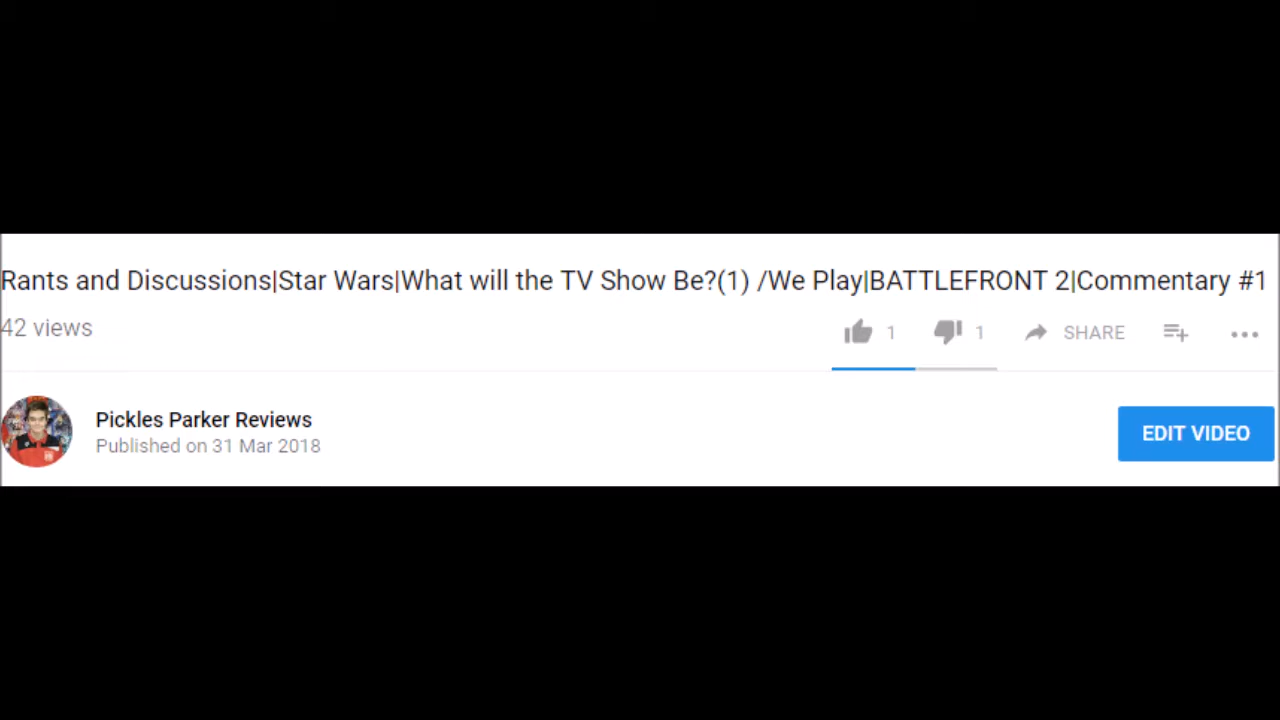 Rants and Discussions|Star Wars|What will the TV Show Be?(1) /We Play|BATTLEFRONT 2|Commentary #1
42 views
1 1 SHARE
Pickles Parker Reviews
Published on 31 Mar 2018
EDIT VIDEO